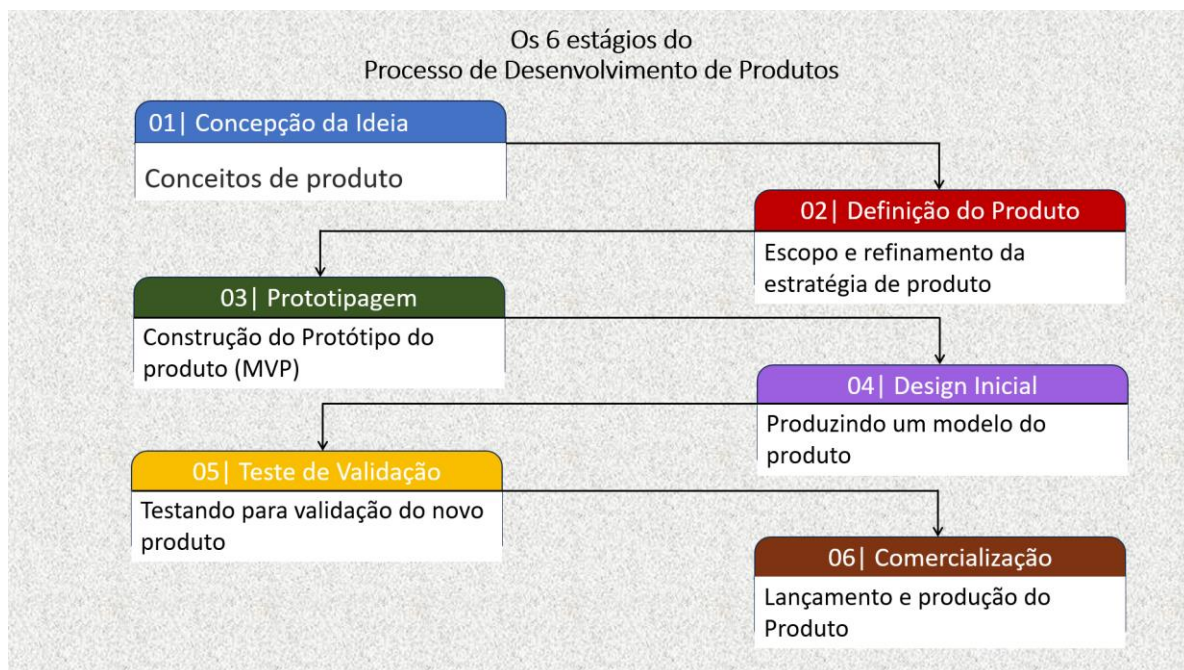 Os 6 estágios do
Processo de Desenvolvimento de Produtos
01| Concepção da Ideia
Conceitos de produto
02| Definição do Produto
Escopo e refinamento da
estratégia de produto
03| Prototipagem
Construção do Protótipo do
produto (MVP)
04| Design Inicial
Produzindo um modelo do
produto
05| Teste de Validação
Testando para validação do novo
produto
06| Comercialização
Lançamento e produção do
Produto